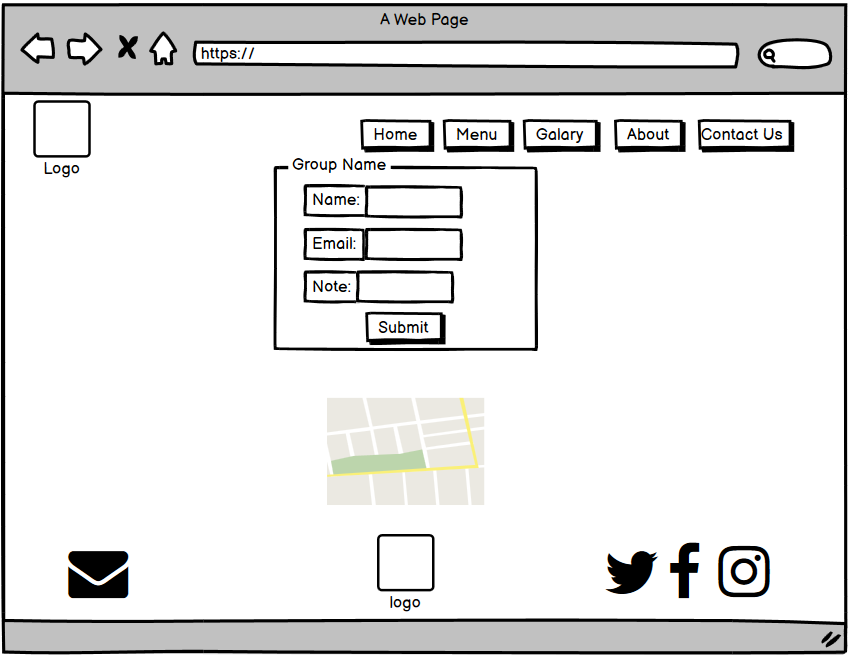 A Web Page
https://
Logo
Home Menu Galary About Contact Us
Group Name
Name:
Email:
Note:
Submit
logo